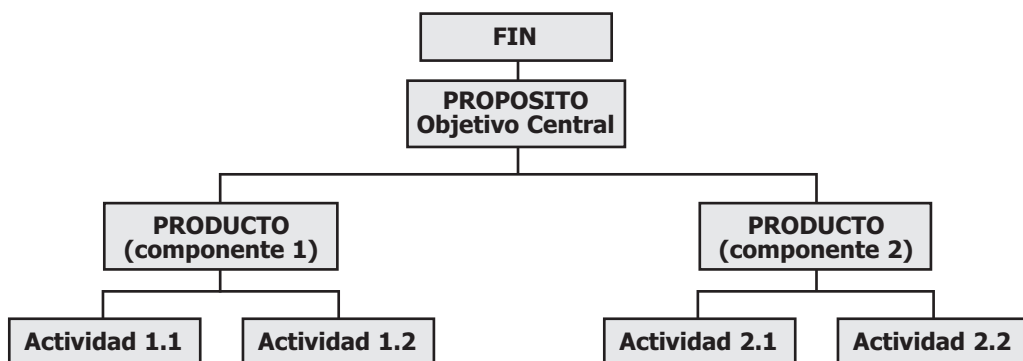 FIN
PROPOSITO
Objetivo Central
PRODUCTO
(componente 1)
PRODUCTO
(componente 2)
Actividad 1.1
Actividad 1.2
Actividad 2.1
Actividad 2.2